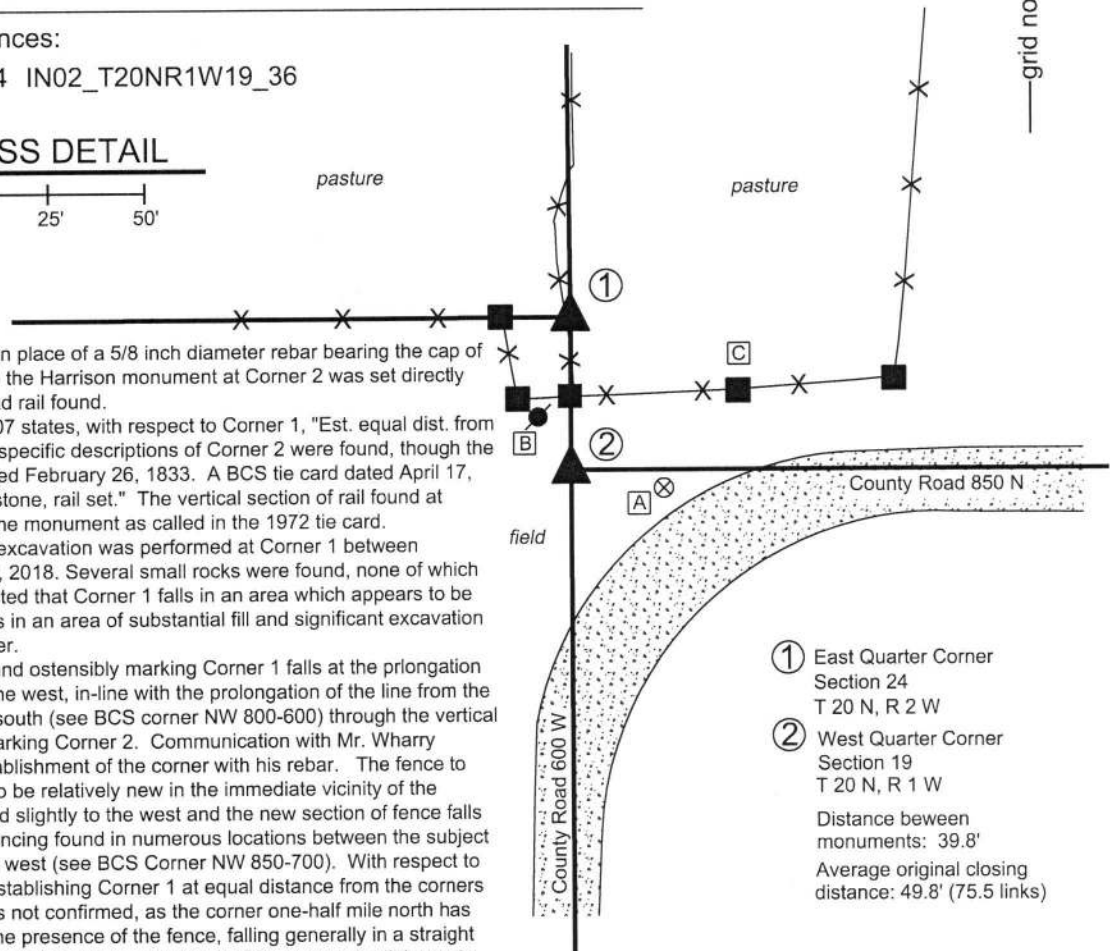 nces:
4 IN02_T20NR1W19_36
SS DETAIL
25' 50'
pasture
pasture
grid no
1
n place of a 5/8 inch diameter rebar bearing the cap of
the Harrison monument at Corner 2 was set directly
d rail found.
07 states, with respect to Corner 1, "Est. equal dist. from
specific descriptions of Corner 2 were found, though the
ed February 26, 1833. A BCS tie card dated April 17,
stone, rail set." The vertical section of rail found at
ne monument as called in the 1972 tie card.
excavation was performed at Corner 1 between
, 2018. Several small rocks were found, none of which
ted that Corner 1 falls in an area which appears to be
s in an area of substantial fill and significant excavation
er.
and ostensibly marking Corner 1 falls at the prlongation
ne west, in-line with the prolongation of the line from the
south (see BCS corner NW 800-600) through the vertical
arking Corner 2. Communication with Mr. Wharry
ablishment of the corner with his rebar. The fence to
o be relatively new in the immediate vicinity of the
d slightly to the west and the new section of fence falls
ncing found in numerous locations between the subject
west (see BCS Corner NW 850-700). With respect to
stablishing Corner 1 at equal distance from the corners
s not confirmed, as the corner one-half mile north has
he presence of the fence, falling generally in a straight
C
B
2
A
County Road 850 N
field
County Road 600 W
1 East Quarter Corner
Section 24
T 20 N, R 2 W
2 West Quarter Corner
Section 19
T 20 N, R 1 W
Distance beween
monuments: 39.8'
Average original closing
distance: 49.8' (75.5 links)